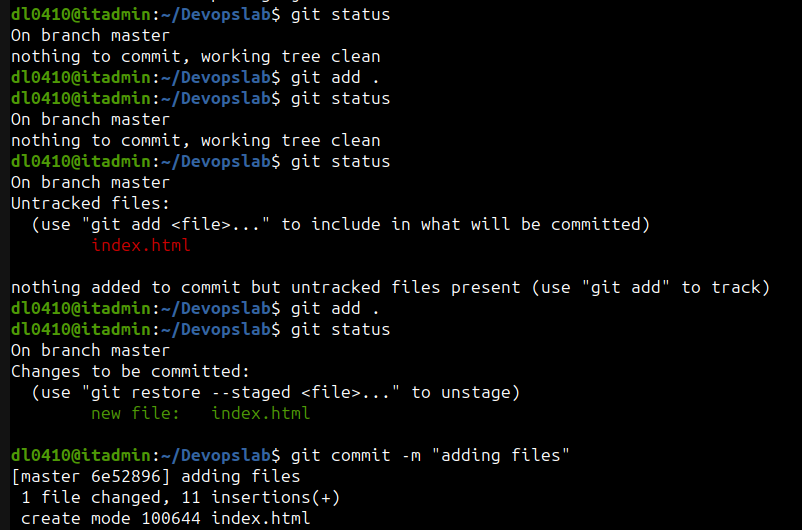 dl0410@itadmin:~/Devopslab$ git status
On branch master
nothing to commit, working tree clean
dl0410@itadmin:~/Devopslab$ git add .
dl0410@itadmin:~/Devopslab$ git status
On branch master
nothing to commit, working tree clean
dl0410@itadmin:~/Devopslab$ git status
On branch master
Untracked files:
  (use "git add <file>..." to include in what will be committed)
        index.html

nothing added to commit but untracked files present (use "git add" to track)
dl0410@itadmin:~/Devopslab$ git add .
dl0410@itadmin:~/Devopslab$ git status
On branch master
Changes to be committed:
  (use "git restore --staged <file>..." to unstage)
        new file:   index.html

dl0410@itadmin:~/Devopslab$ git commit -m "adding files"
[master 6e52896] adding files
 1 file changed, 11 insertions(+)
 create mode 100644 index.html